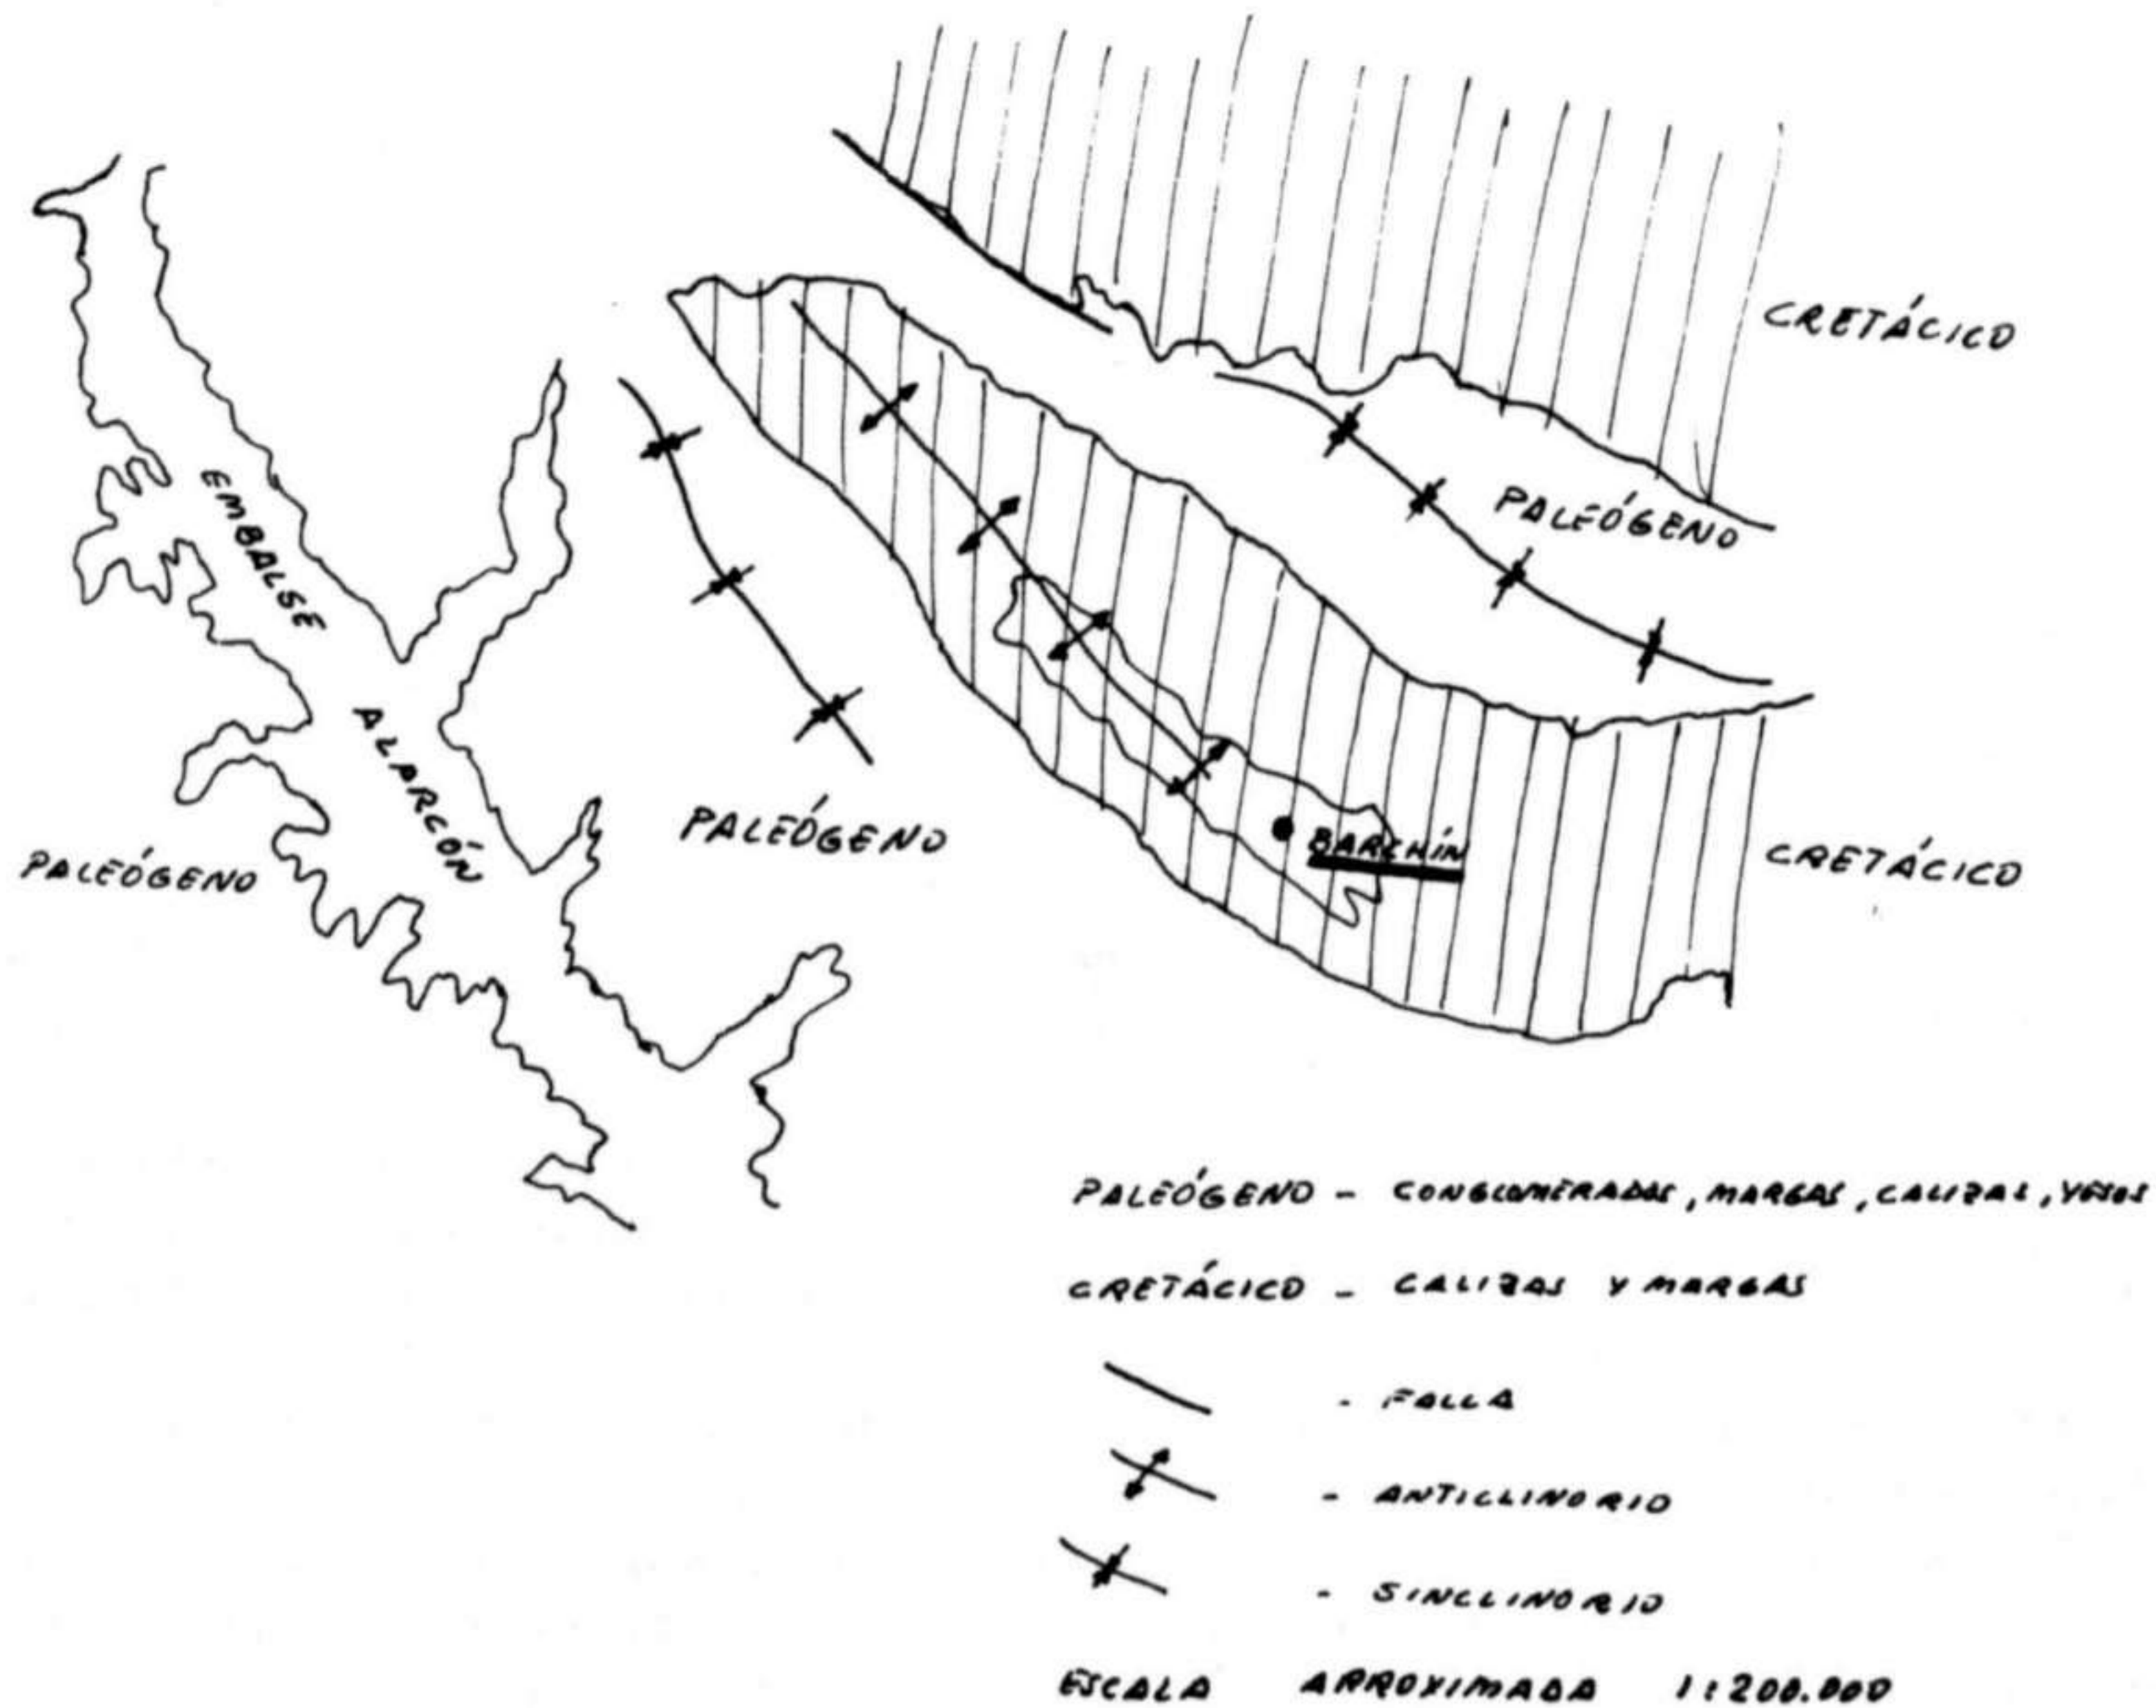 CRETÁCICO
EMBALSE
ALARCÓN
PALEÓGENO
PALEÓGENO
PALEÓGENO
BARCHÍN
CRETÁCICO
PALEÓGENO - CONGLOMERADOS, MARGAS, CALIZAS, YESOS
CRETÁCICO - CALIZAS Y MARGAS
- FALLA
- ANTICLINORIO
- SINCLINORIO
ESCALA APROXIMADA 1:200.000